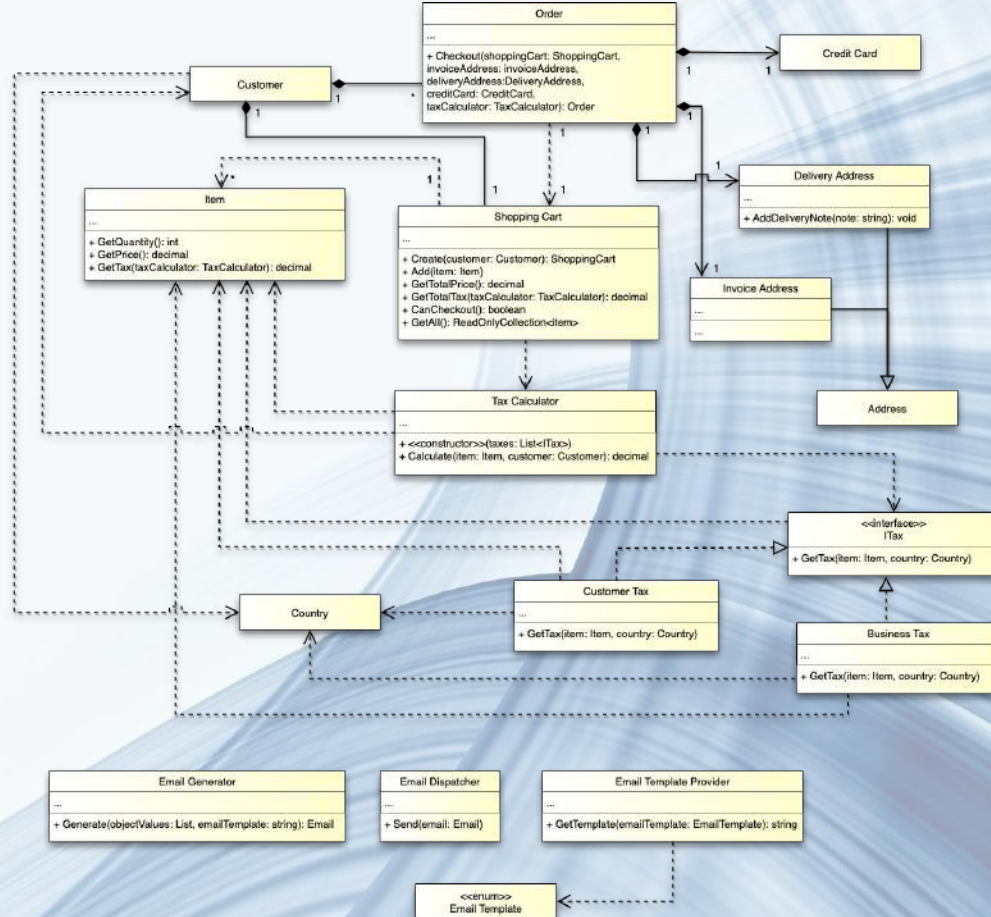 Order
...
+ Checkout(shoppingCart: ShoppingCart,
invoiceAddress: invoiceAddress,
deliveryAddress:DeliveryAddress,
creditCard: CreditCard,
taxCalculator: TaxCalculator): Order
Credit Card
Customer
1
1
1
*
1
1
1
1
Delivery Address
...
+ AddDeliveryNote(note: string): void
1
1
*
1
1
1
Item
...
+ GetQuantity(): int
+ GetPrice(): decimal
+ GetTax(taxCalculator: TaxCalculator): decimal
Shopping Cart
...
+ Create(customer: Customer): ShoppingCart
+ Add(item: Item)
+ GetTotalPrice(): decimal
+ GetTotalTax(taxCalculator: TaxCalculator): decimal
+ CanCheckout(): boolean
+ GetAll(): ReadOnlyCollection<item>
1
Invoice Address
...
...
Address
Tax Calculator
...
+ <<constructor>>(taxes: List<ITax>)
+ Calculate(item: Item, customer: Customer): decimal
<<interface>>
ITax
+ GetTax(item: Item, country: Country)
Customer Tax
...
+ GetTax(item: Item, country: Country)
Country
Business Tax
...
+ GetTax(item: Item, country: Country)
Email Generator
...
+ Generate(objectValues: List, emailTemplate: string): Email
Email Dispatcher
...
+ Send(email: Email)
Email Template Provider
...
+ GetTemplate(emailTemplate: EmailTemplate): string
<<enum>>
Email Template